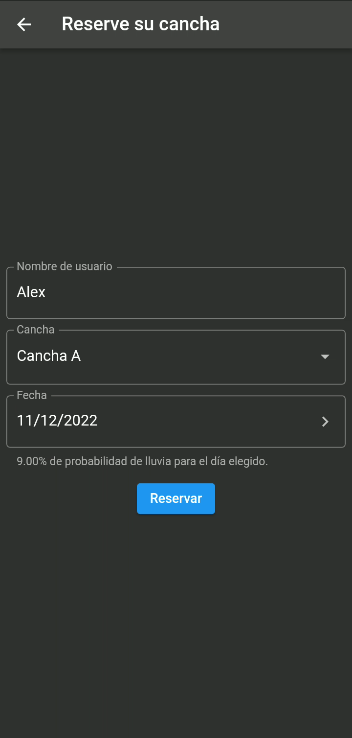 Reserve su cancha
Nombre de usuario
Alex
Cancha
Cancha A
Fecha
11/12/2022
9.00% de probabilidad de lluvia para el día elegido.
Reservar